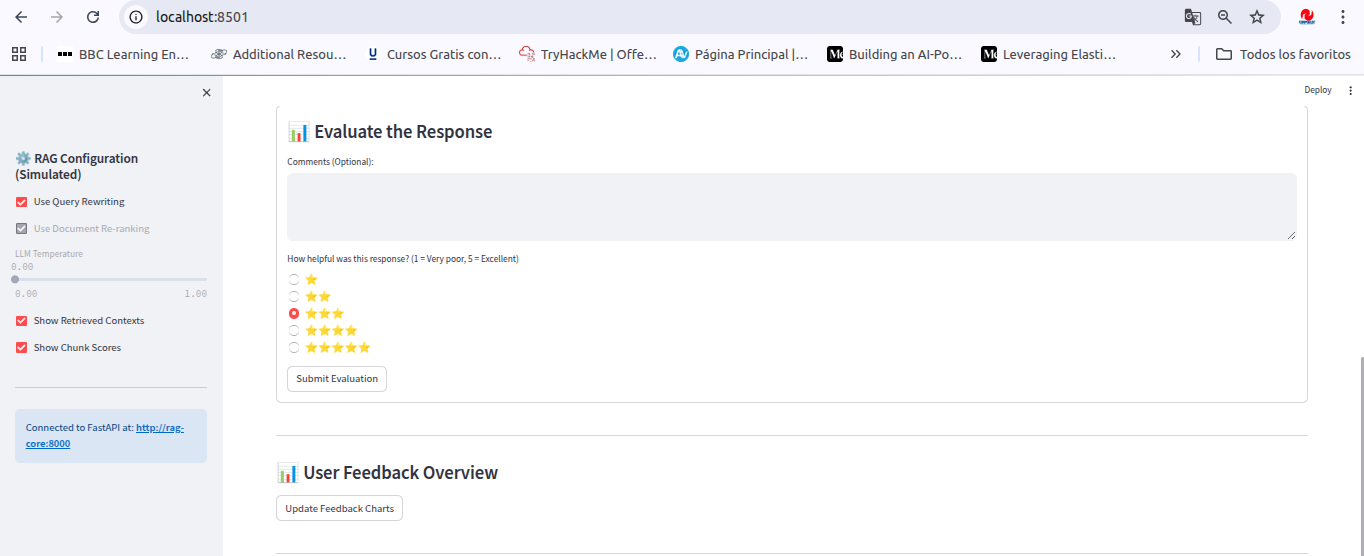 localhost:8501
BBC Learning En...
Additional Resou...
Cursos Gratis con...
TryHackMe | Offe...
Página Principal |...
Building an AI-Po...
Leveraging Elasti...
Todos los favoritos
Deploy
RAG Configuration
(Simulated)
Use Query Rewriting
Use Document Re-ranking
LLM Temperature
0.00
0.00 1.00
Show Retrieved Contexts
Show Chunk Scores
Connected to FastAPI at: http://rag-
core:8000
Evaluate the Response
Comments (Optional):
How helpful was this response? (1 = Very poor, 5 = Excellent)
Submit Evaluation
User Feedback Overview
Update Feedback Charts